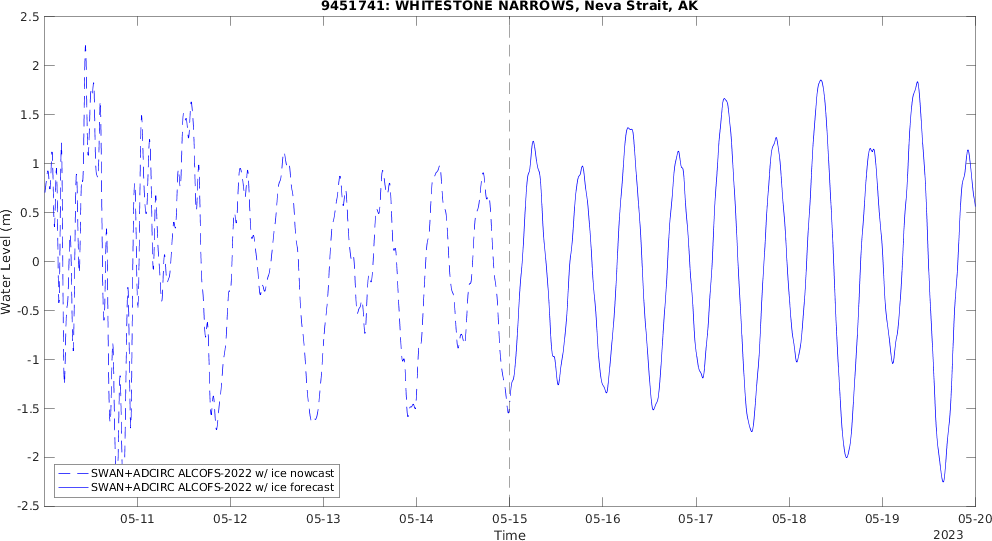 9451741: WHITESTONE NARROWS, Neva Strait, AK
2.5
2
1.5
1
0.5
0
-0.5
-1
-1.5
-2
-2.5
Water Level (m)
SWAN+ADCIRC ALCOFS-2022 w/ ice nowcast
SWAN+ADCIRC ALCOFS-2022 w/ ice forecast
05-11 05-12 05-13 05-14 05-15 05-16 05-17 05-18 05-19 05-20
Time
2023